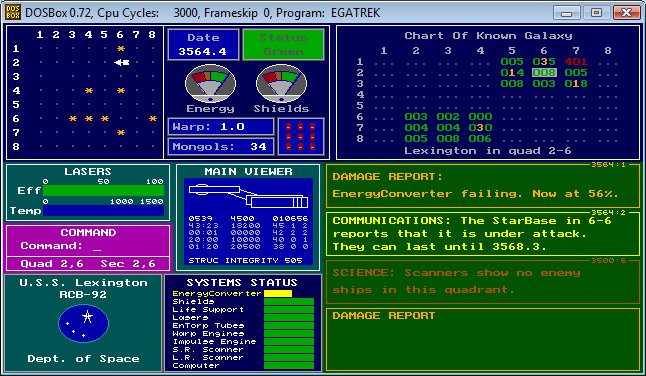 DOSBox 0.72, Cpu Cycles: 3000, Frameskip 0, Program: EGATREK
1 2 3 4 5 6 7 8
1
2
3
4
5
6
7
8
Date
3564.4
Status
Green
Energy Shields
Warp: 1.0
Mongols: 34
Chart Of Known Galaxy
1 2 3 4 5 6 7 8
1 . . . . 005 035 401 .
2 . . . . 014 008 005 .
3 . . . . 008 003 018 .
4 . . . . . . . .
5 . . . . . . . .
6 . . 006 003 002 000 . .
7 . . 004 004 030 . . .
8 . . 005 008 006 . . .
Lexington in quad 2-6
LASERS
0 50 100
Eff
0 1000 1500
Temp
COMMAND
Command: _
Quad 2,6 Sec 2,6
MAIN VIEWER
0539 4500 010656
43:23 18200 45 1 2
00:01 00000 42 2 2
20:00 10000 40 0 1
01:20 20500 38 0 0
STRUC INTEGRITY 505
3564:1
DAMAGE REPORT:
EnergyConverter failing. Now at 56%.
3564:2
COMMUNICATIONS: The StarBase in 6-6
reports that it is under attack.
They can last until 3568.3.
3500:6
SCIENCE: Scanners show no enemy
ships in this quadrant.
DAMAGE REPORT
U.S.S. Lexington
RCB-92
Dept. of Space
SYSTEMS STATUS
EnergyConverter
Shields
Life Support
Lasers
EnTorp Tubes
Warp Engines
Impulse Engine
S.R. Scanner
L.R. Scanner
Computer